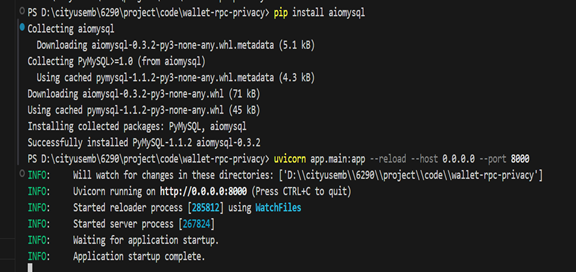 PS D:\cityusemb\6290\project\code\wallet-rpc-privacy> pip install aiomysql
Collecting aiomysql
  Downloading aiomysql-0.3.2-py3-none-any.whl.metadata (5.1 kB)
Collecting PyMySQL>=1.0 (from aiomysql)
  Using cached pymysql-1.1.2-py3-none-any.whl.metadata (4.3 kB)
Downloading aiomysql-0.3.2-py3-none-any.whl (71 kB)
Using cached pymysql-1.1.2-py3-none-any.whl (45 kB)
Installing collected packages: PyMySQL, aiomysql
Successfully installed PyMySQL-1.1.2 aiomysql-0.3.2
PS D:\cityusemb\6290\project\code\wallet-rpc-privacy> uvicorn app.main:app --reload --host 0.0.0.0 --port 8000
INFO:     Will watch for changes in these directories: ['D:\\cityusemb\\6290\\project\\code\\wallet-rpc-privacy']
INFO:     Uvicorn running on http://0.0.0.0:8000 (Press CTRL+C to quit)
INFO:     Started reloader process [285812] using WatchFiles
INFO:     Started server process [267824]
INFO:     Waiting for application startup.
INFO:     Application startup complete.